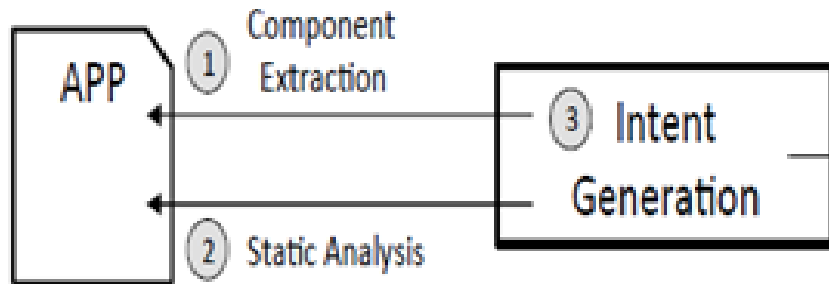 APP
1 Component
Extraction
3 Intent
Generation
2 Static Analysis